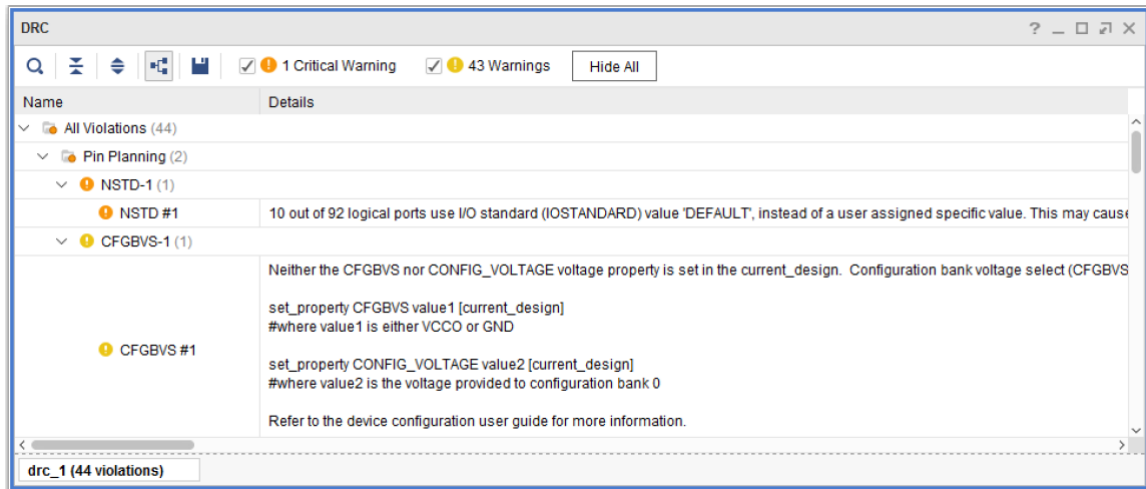 DRC
1 Critical Warning 43 Warnings Hide All
Name Details
All Violations (44)
Pin Planning (2)
NSTD-1 (1)
NSTD #1 10 out of 92 logical ports use I/O standard (IOSTANDARD) value 'DEFAULT', instead of a user assigned specific value. This may cause
CFGBVS-1 (1)
Neither the CFGBVS nor CONFIG_VOLTAGE voltage property is set in the current_design. Configuration bank voltage select (CFGBVS
set_property CFGBVS value1 [current_design]
#where value1 is either VCCO or GND
CFGBVS #1
set_property CONFIG_VOLTAGE value2 [current_design]
#where value2 is the voltage provided to configuration bank 0
Refer to the device configuration user guide for more information.
drc_1 (44 violations)